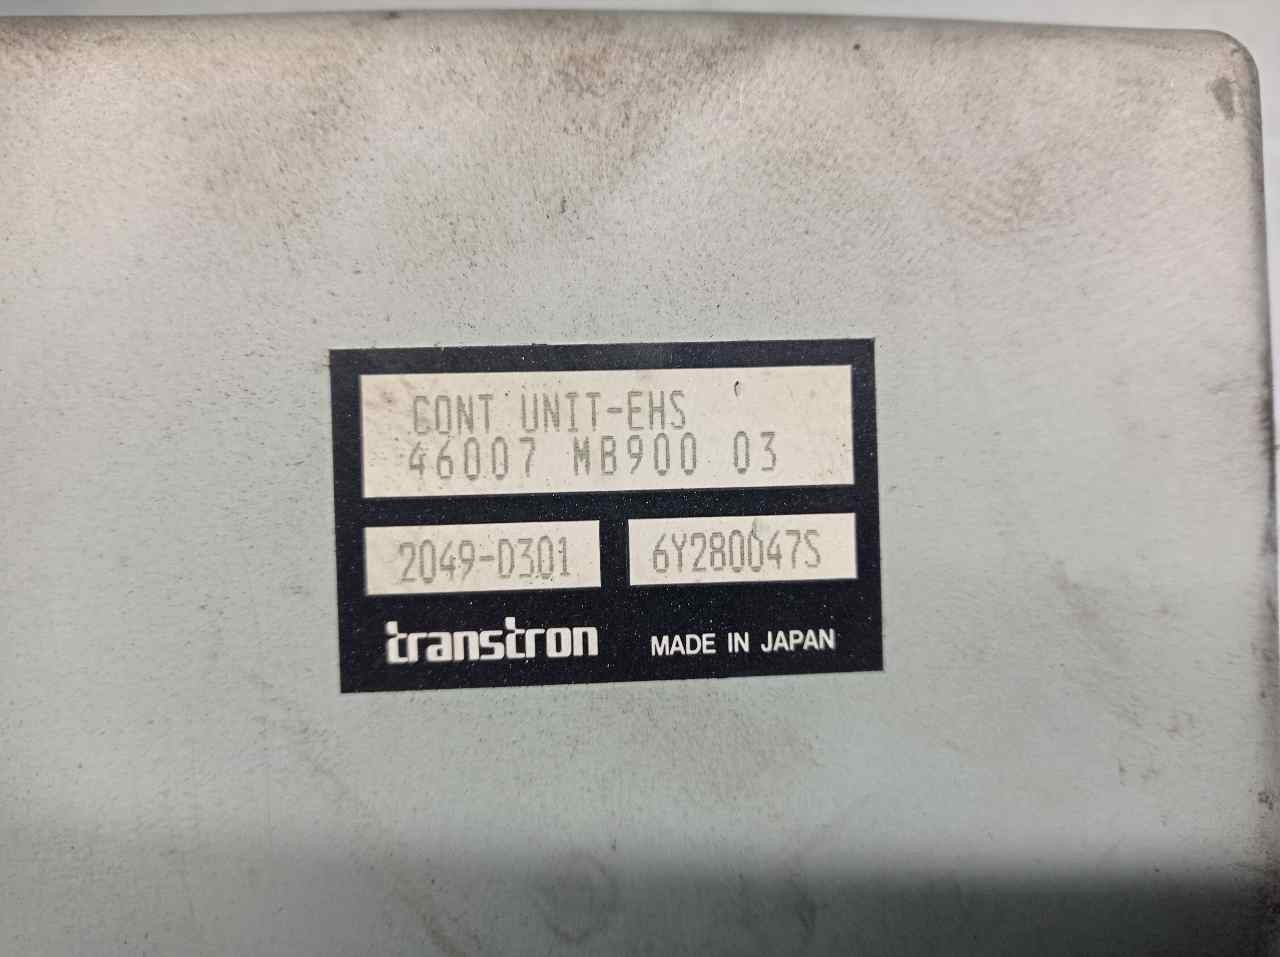 CONT UNIT-EHS
46007 MB900 03
2049-D301
6Y280047S
transtron
MADE IN JAPAN